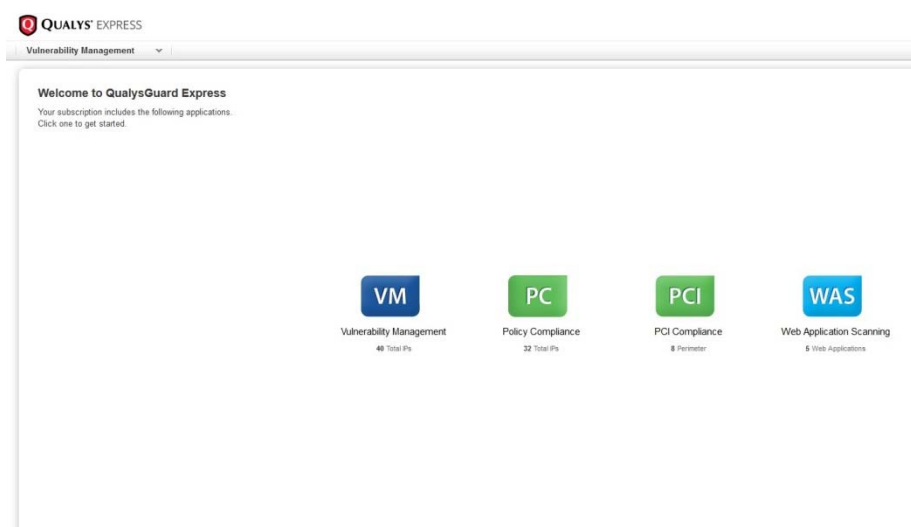 QUALYS' EXPRESS
Vulnerability Management
Welcome to QualysGuard Express
Your subscription includes the following applications.
Click one to get started.
VM PC PCI WAS
Vulnerability Management Policy Compliance PCI Compliance Web Application Scanning
40 Total IPs 32 Total IPs 8 Perimeter 5 Web Applications